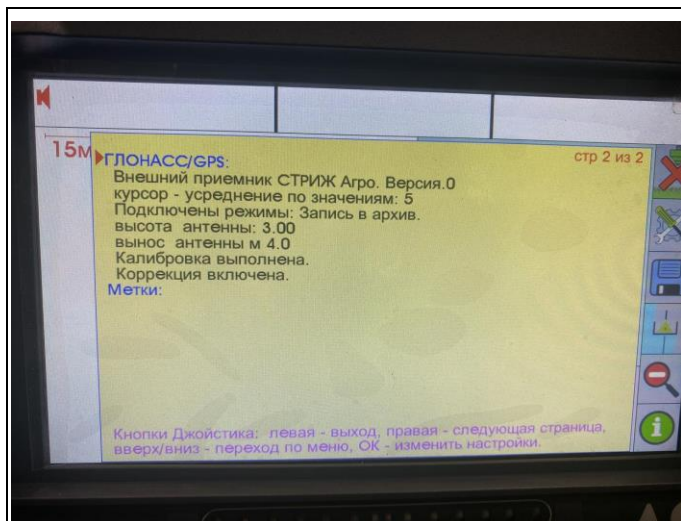 15м
ГЛОНАСС/GPS:
стр 2 из 2
Внешний приемник СТРИЖ Агро. Версия.0
курсор - усреднение по значениям: 5
Подключены режимы: Запись в архив.
высота антенны: 3.00
вынос антенны м 4.0
Калибровка выполнена.
Коррекция включена.
Метки:
Кнопки Джойстика: левая - выход, правая - следующая страница,
вверх/вниз - переход по меню, ОК - изменить настройки.